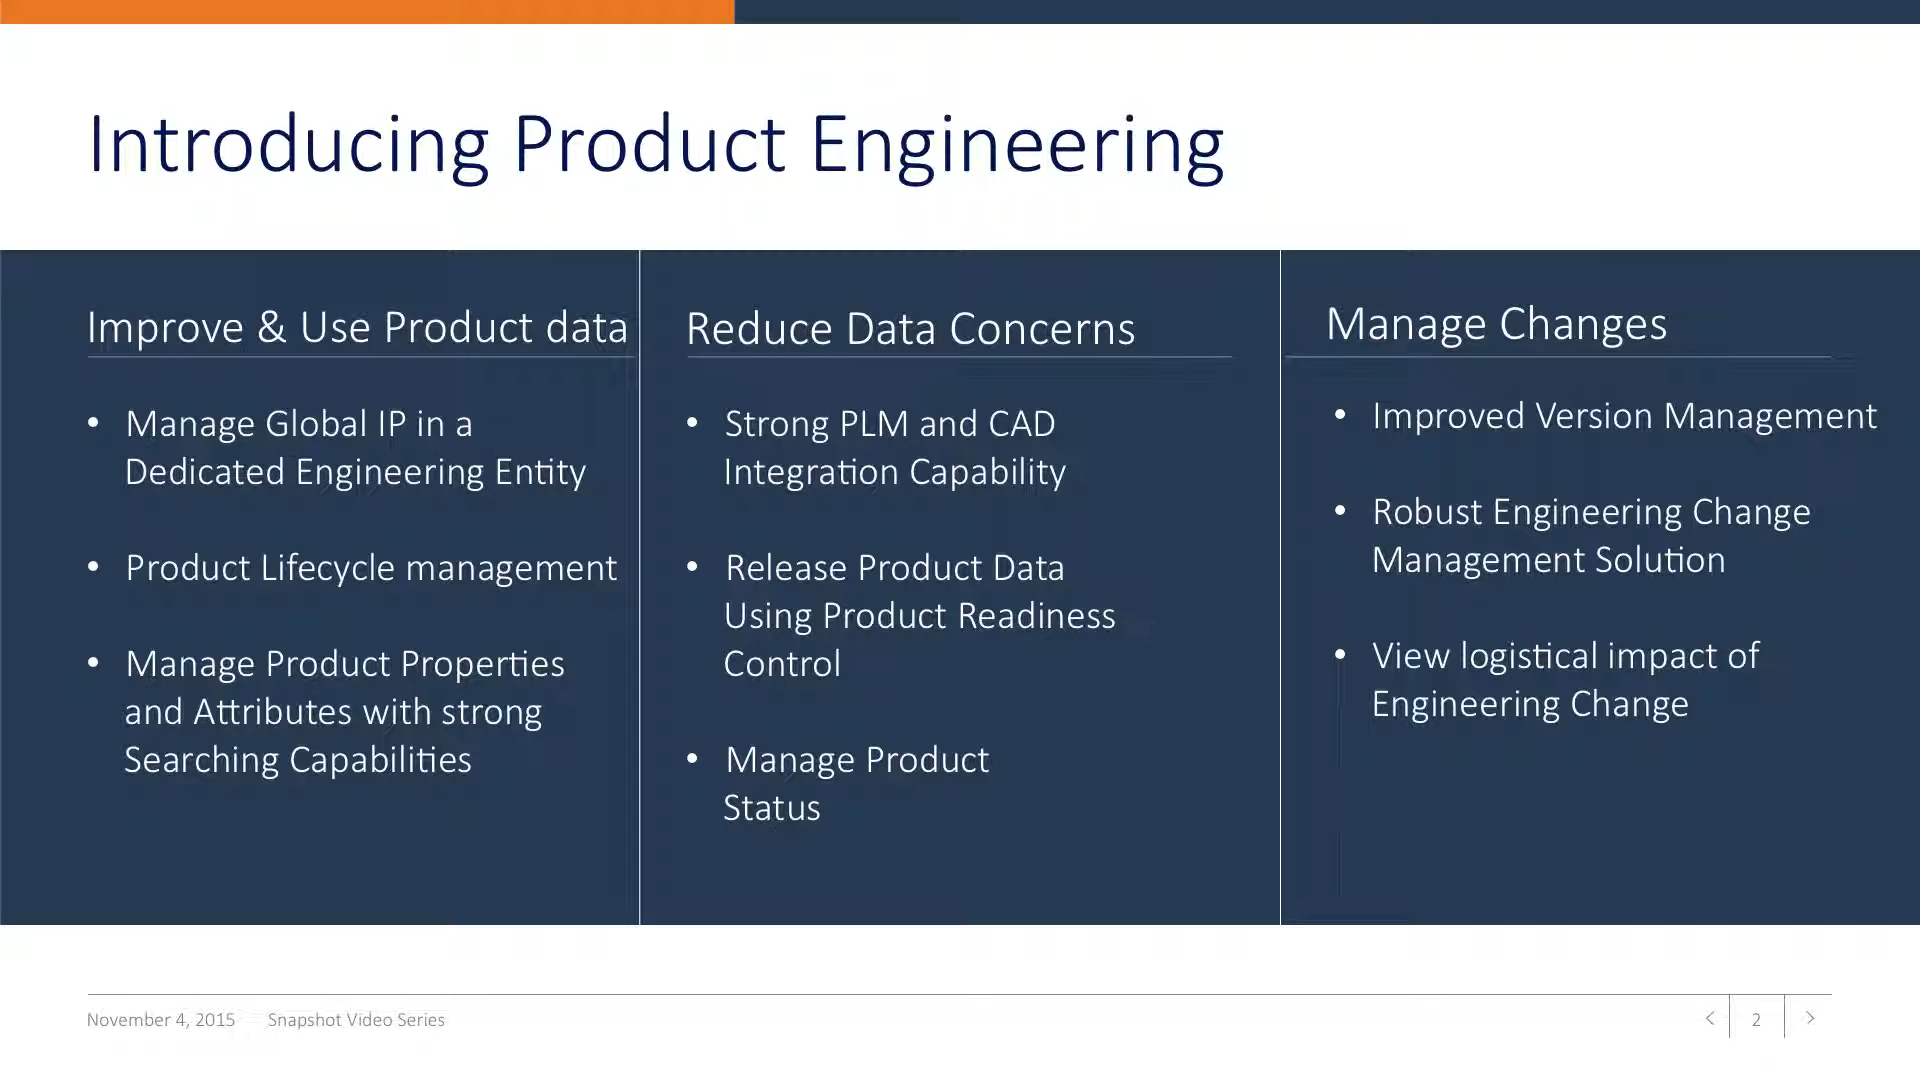 Introducing Product Engineering
Improve & Use Product data
• Manage Global IP in a
Dedicated Engineering Entity
• Product Lifecycle management
• Manage Product Properties
and Attributes with strong
Searching Capabilities
Reduce Data Concerns
• Strong PLM and CAD
Integration Capability
• Release Product Data
Using Product Readiness
Control
• Manage Product
Status
Manage Changes
• Improved Version Management
• Robust Engineering Change
Management Solution
• View logistical impact of
Engineering Change
November 4, 2015 Snapshot Video Series
< 2 >